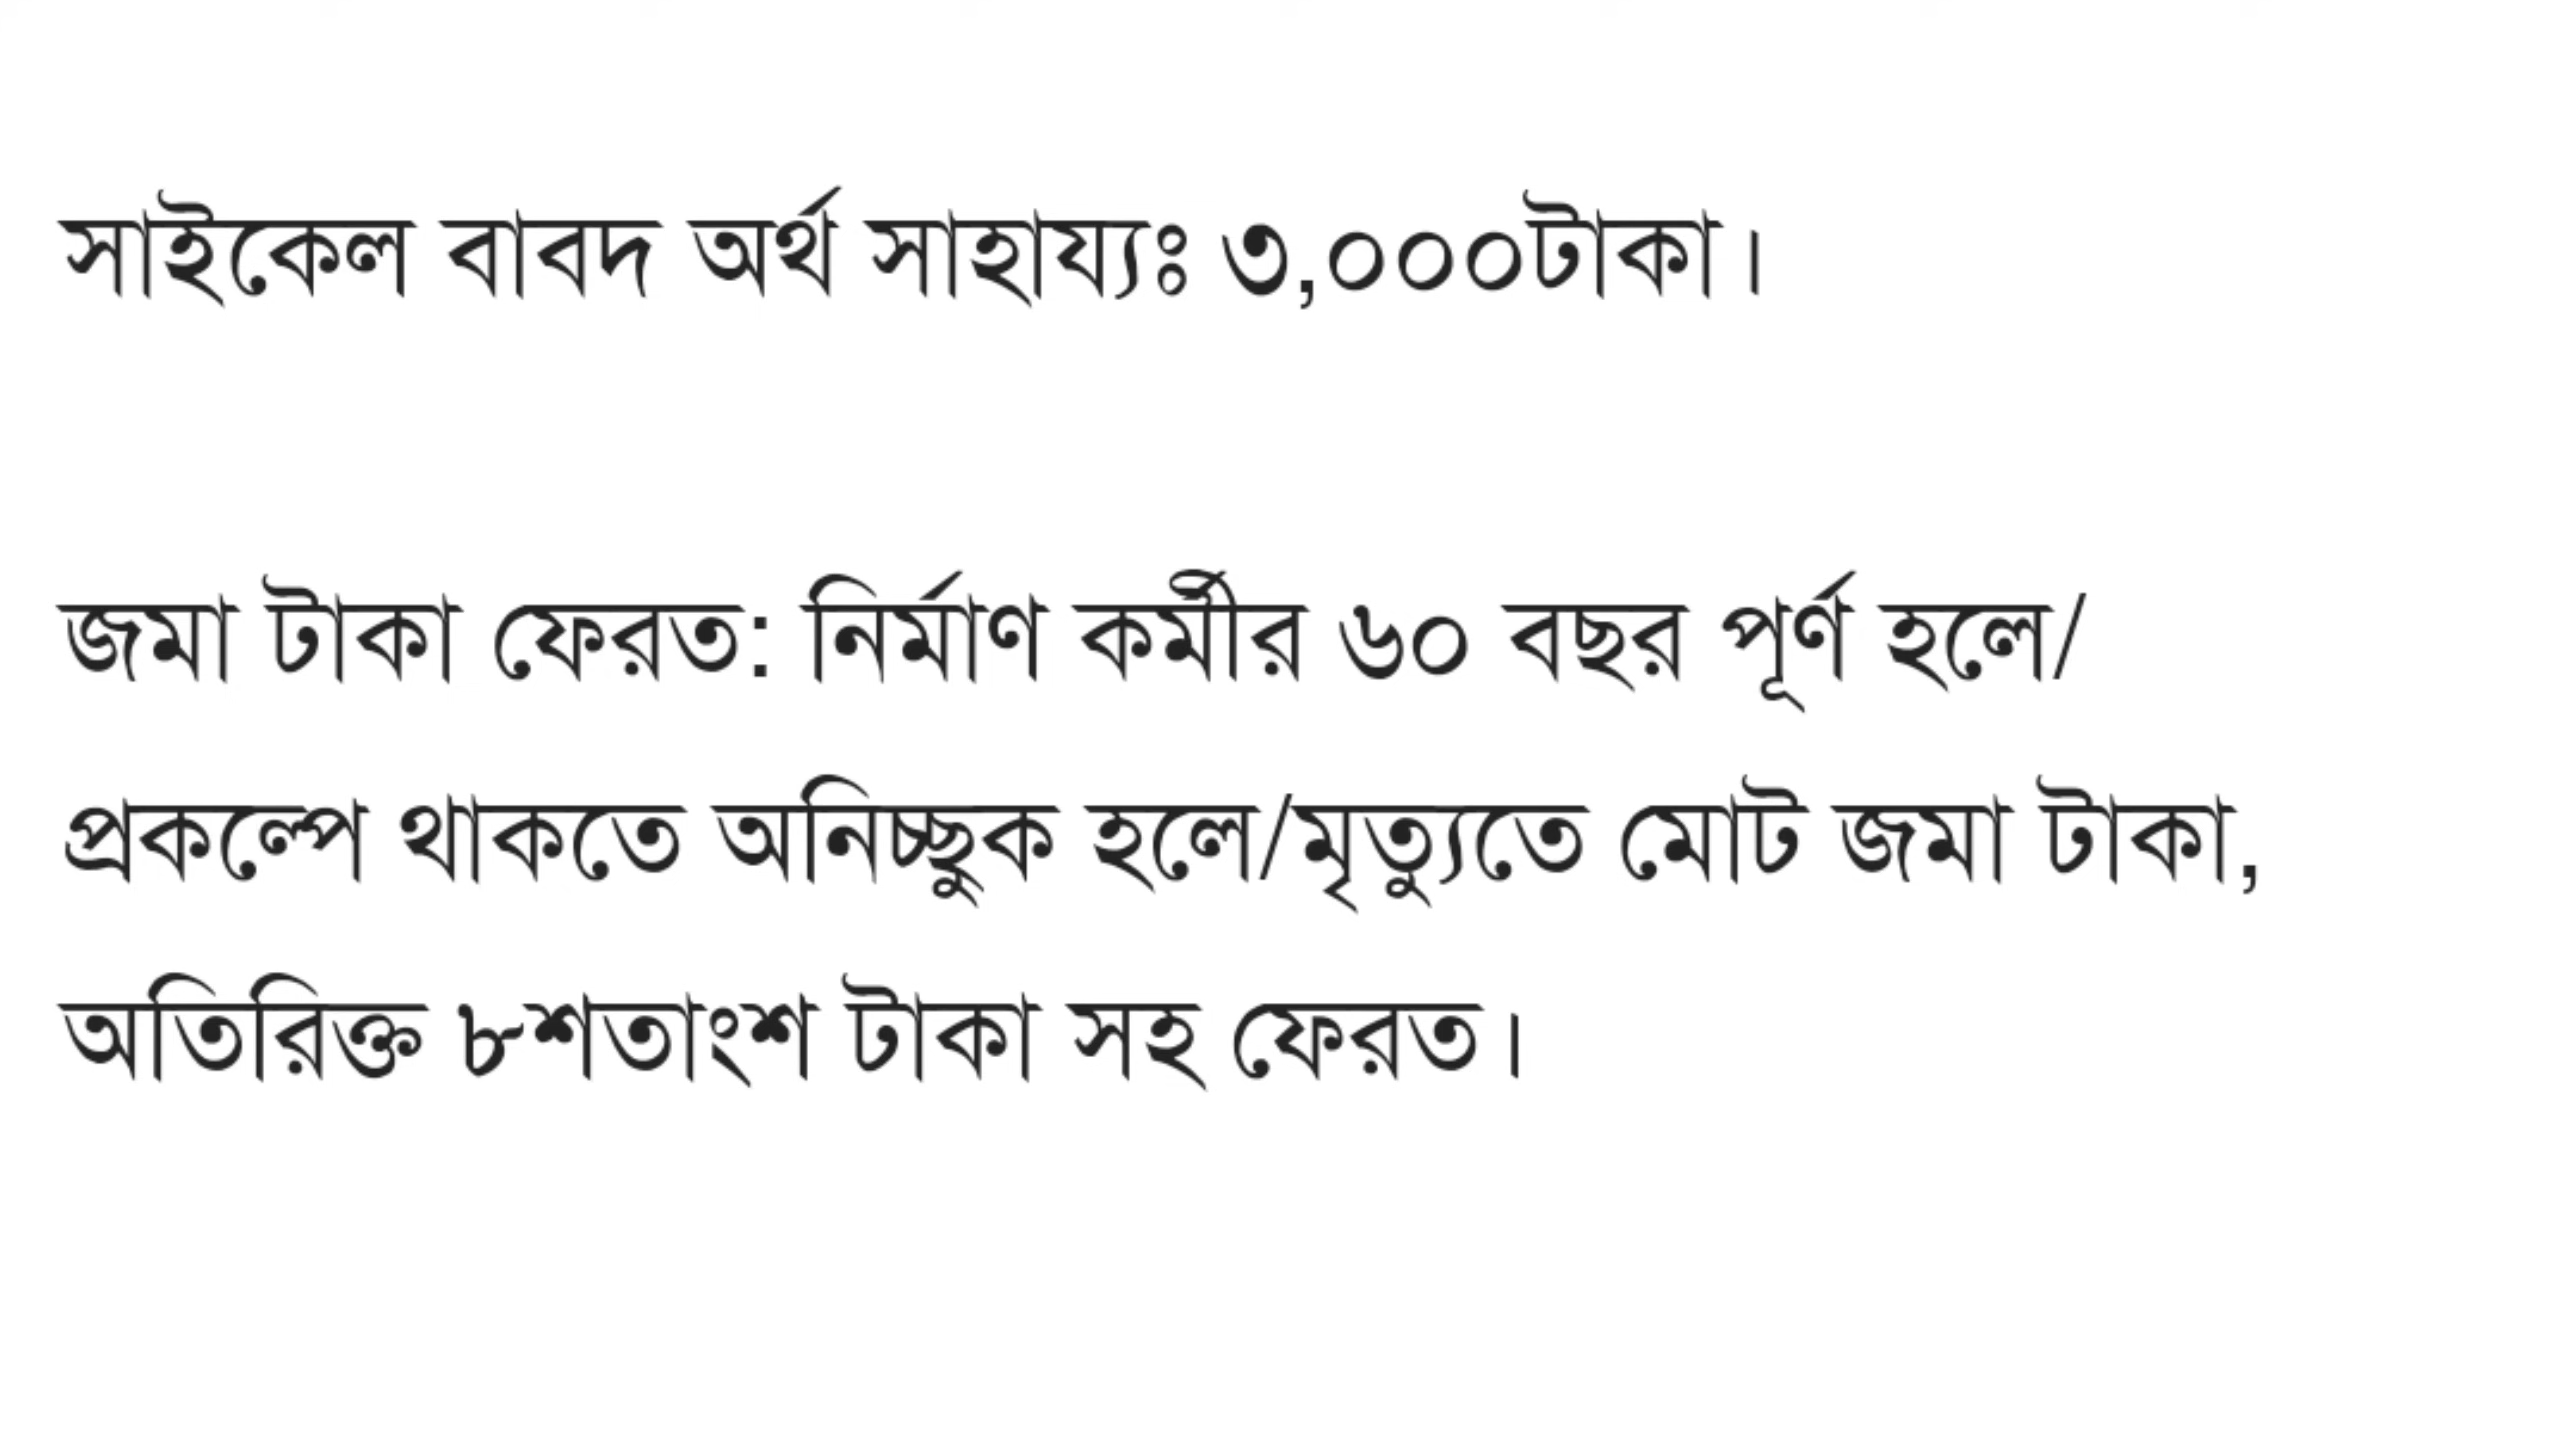 সাইকেল বাবদ অর্থ সাহায্যঃ ৩,০০০টাকা।
জমা টাকা ফেরত: নির্মাণ কর্মীর ৬০ বছর পূর্ণ হলে/
প্রকল্পে থাকতে অনিচ্ছুক হলে/মৃত্যুতে মোট জমা টাকা,
অতিরিক্ত ৮শতাংশ টাকা সহ ফেরত।